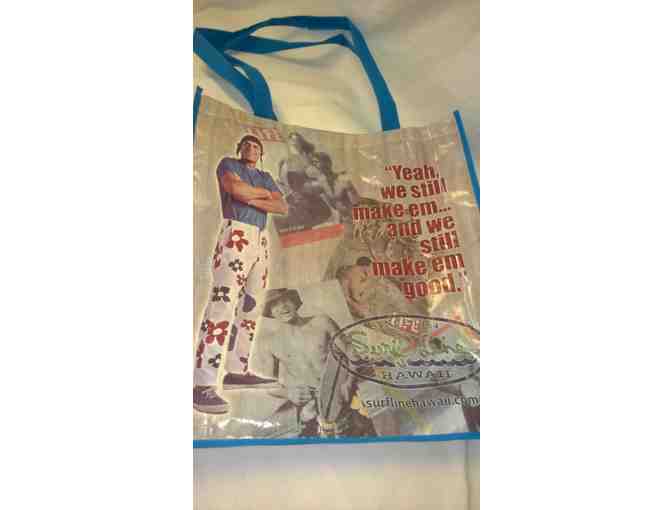 "Yeah,
we still
make em...
and we
still
make em
good."
Surf Line
HAWAII
surflinehawaii.com